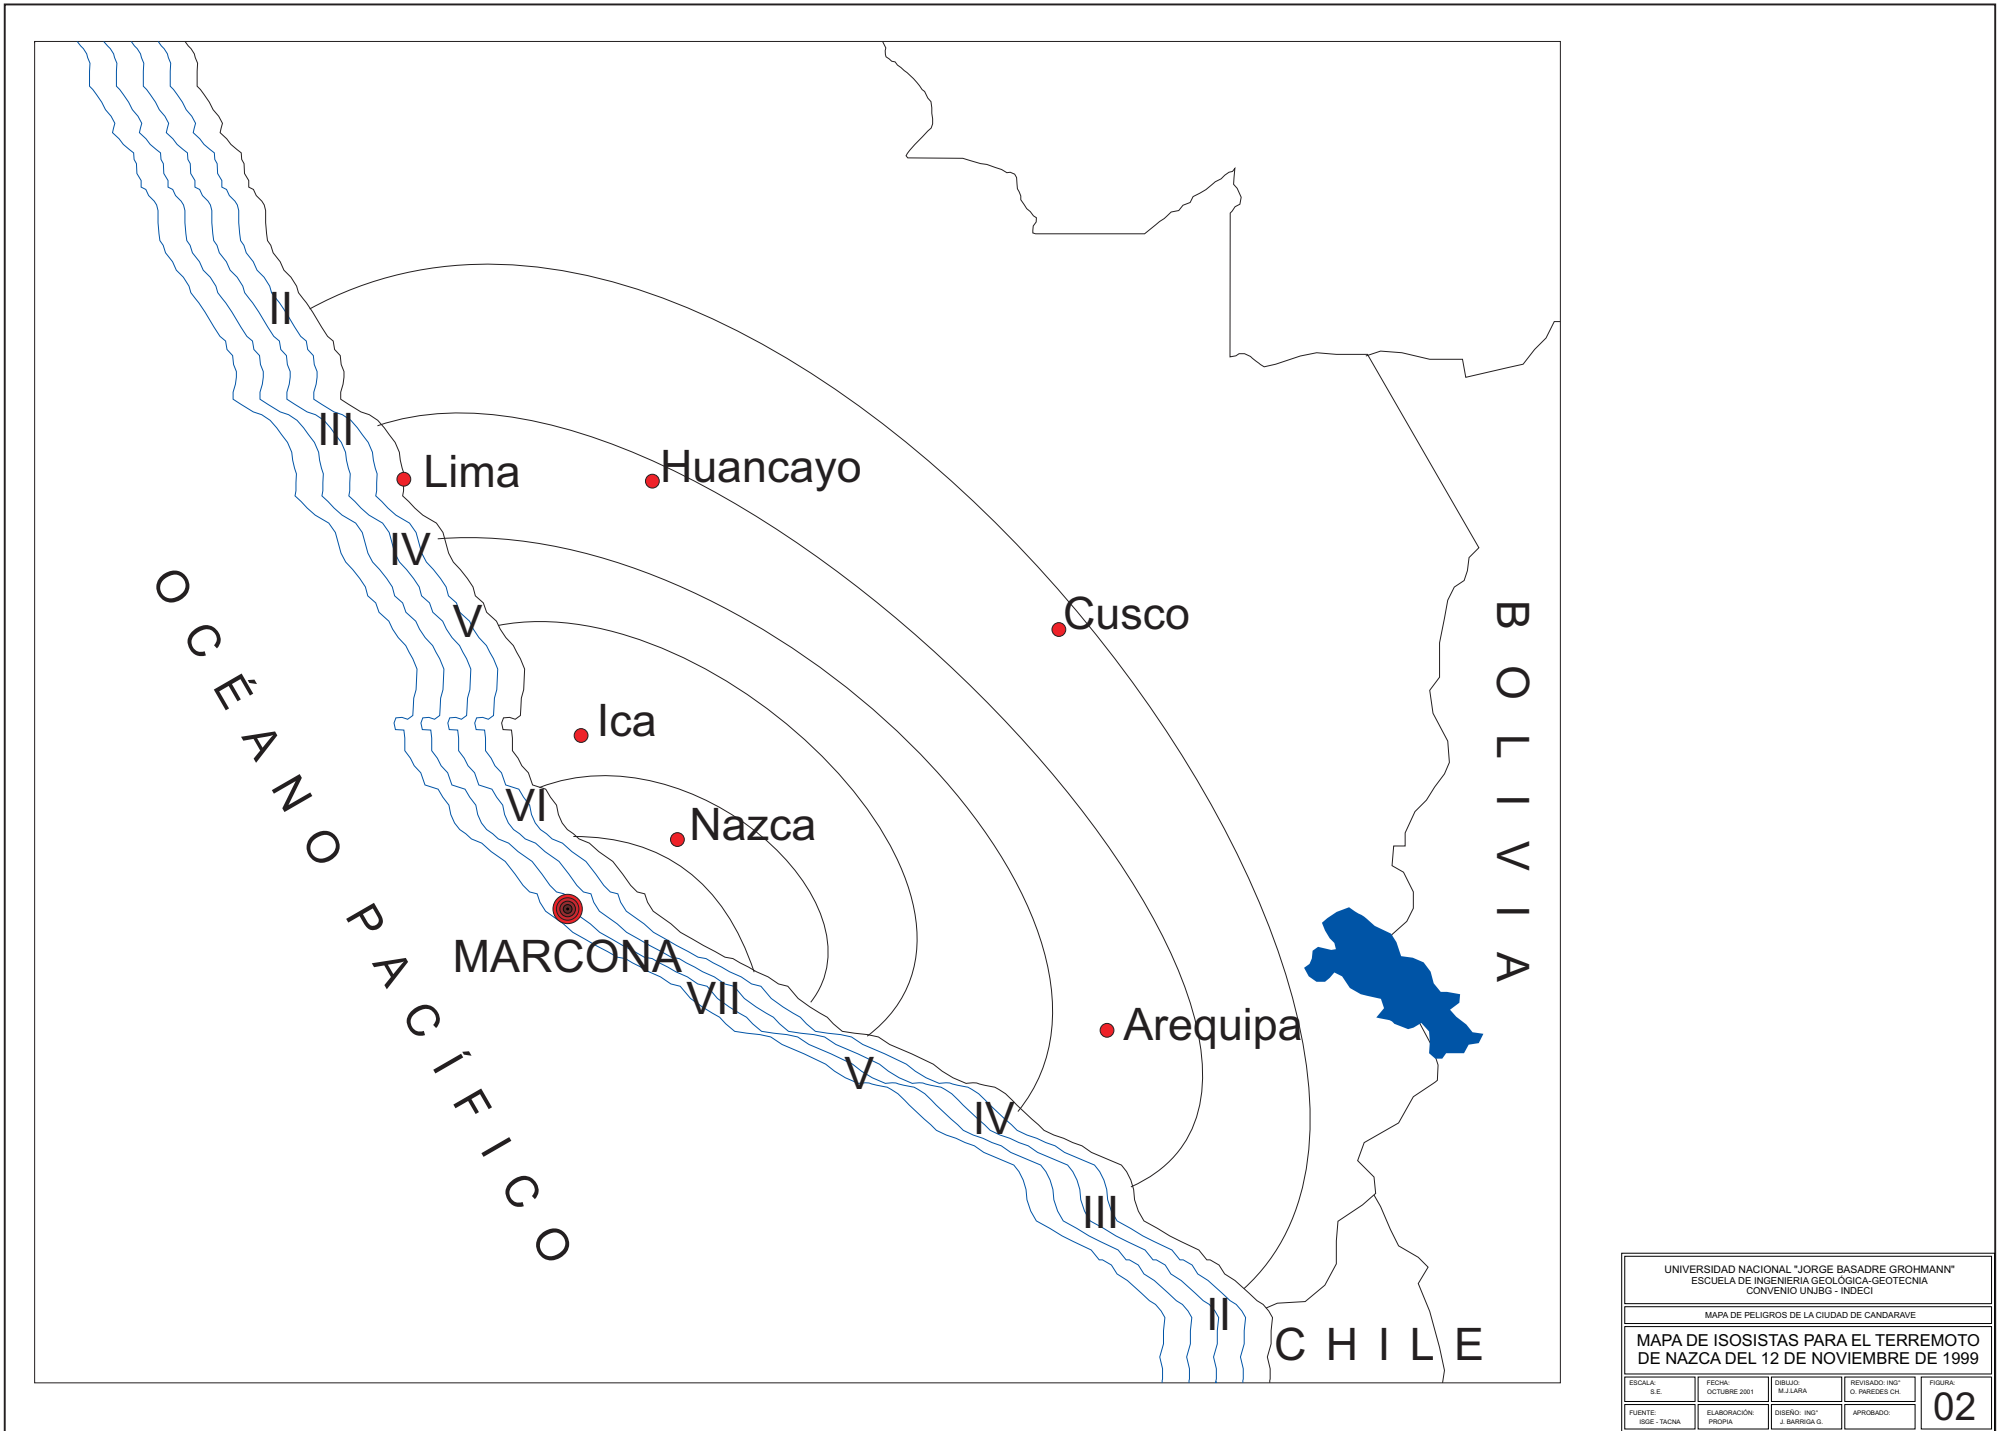 II
III
Lima
Huancayo
IV
V
Cusco
Ica
VI
Nazca
MARCONA
VII
Arequipa
V
IV
III
II
OCÉANO PACÍFICO
BOLIVIA
CHILE
UNIVERSIDAD NACIONAL "JORGE BASADRE GROHMANN"
ESCUELA DE INGENIERIA GEOLÓGICA-GEOTECNIA
CONVENIO UNJBG - INDECI
MAPA DE PELIGROS DE LA CIUDAD DE CANDARAVE
MAPA DE ISOSISTAS PARA EL TERREMOTO
DE NAZCA DEL 12 DE NOVIEMBRE DE 1999
ESCALA:
S.E.
FECHA:
OCTUBRE 2001
DIBUJO:
M.J.LARA
REVISADO: ING°
O. PAREDES CH.
FIGURA:
02
FUENTE:
ISGE - TACNA
ELABORACIÓN:
PROPIA
DISEÑO: ING°
J. BARRIGA G.
APROBADO: